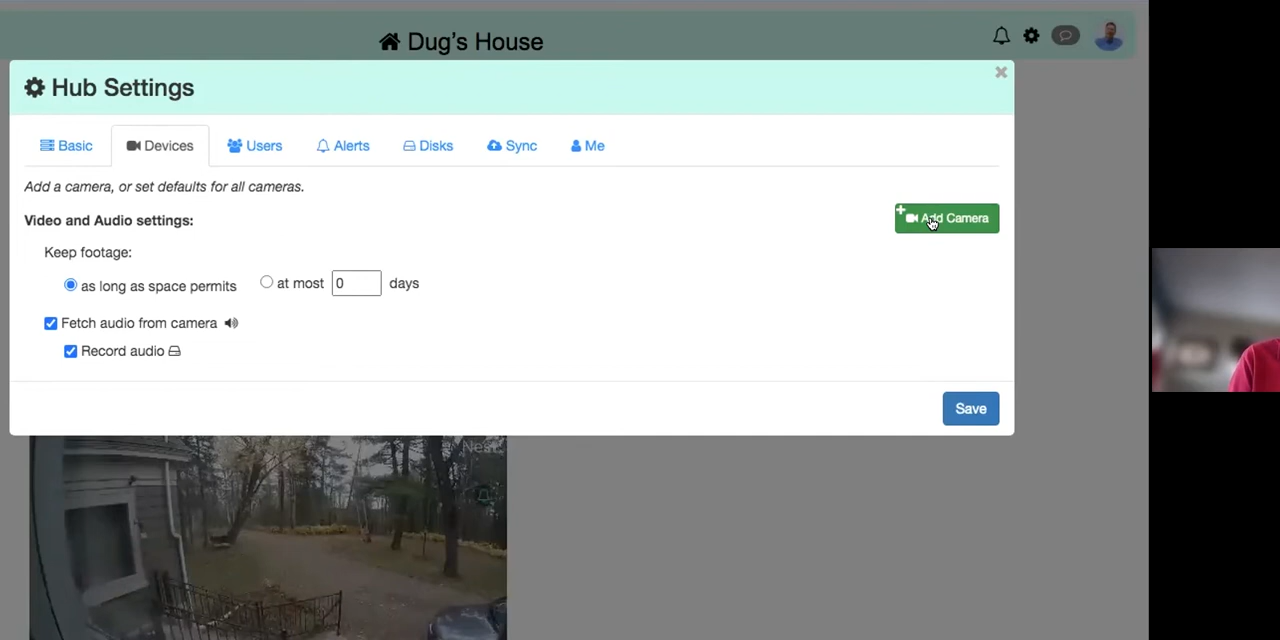 Dug's House
Hub Settings
Basic Devices Users Alerts Disks Sync Me
Add a camera, or set defaults for all cameras.
Video and Audio settings:
Add Camera
Keep footage:
as long as space permits at most 0 days
Fetch audio from camera
Record audio
Save
Nest